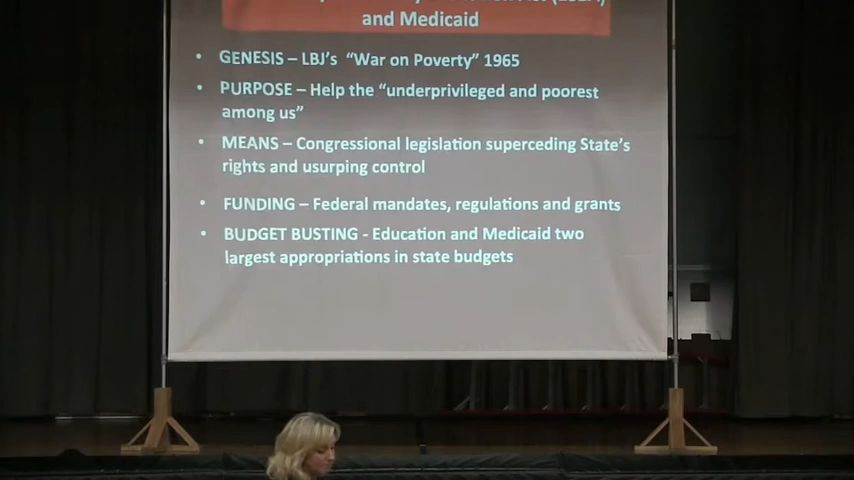 and Medicaid
• GENESIS – LBJ's "War on Poverty" 1965
• PURPOSE – Help the "underprivileged and poorest
among us"
• MEANS – Congressional legislation superceding State's
rights and usurping control
• FUNDING – Federal mandates, regulations and grants
• BUDGET BUSTING - Education and Medicaid two
largest appropriations in state budgets